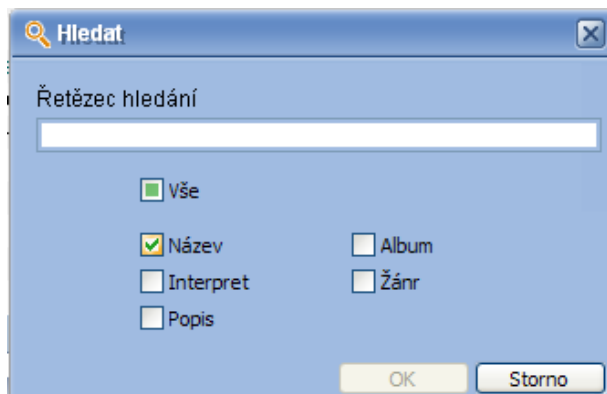 Hledat
Řetězec hledání
Vše
Název Album
Interpret Žánr
Popis
OK Storno